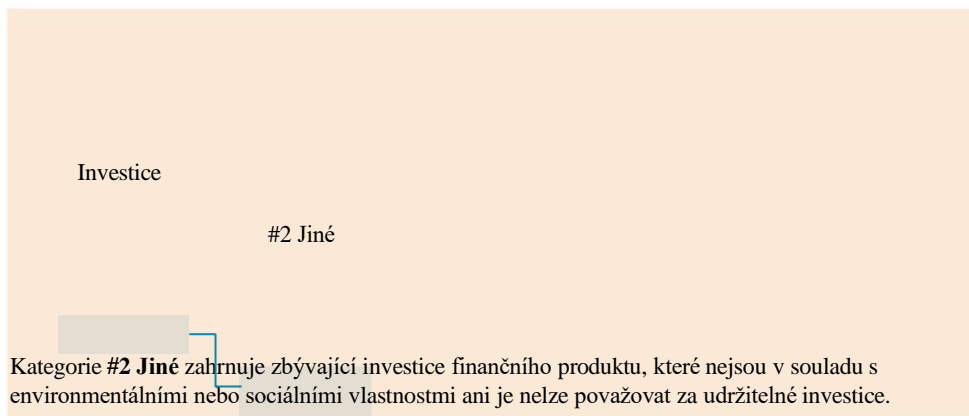 Investice
#2 Jiné
Kategorie #2 Jiné zahrnuje zbývající investice finančního produktu, které nejsou v souladu s
environmentálními nebo sociálními vlastnostmi ani je nelze považovat za udržitelné investice.